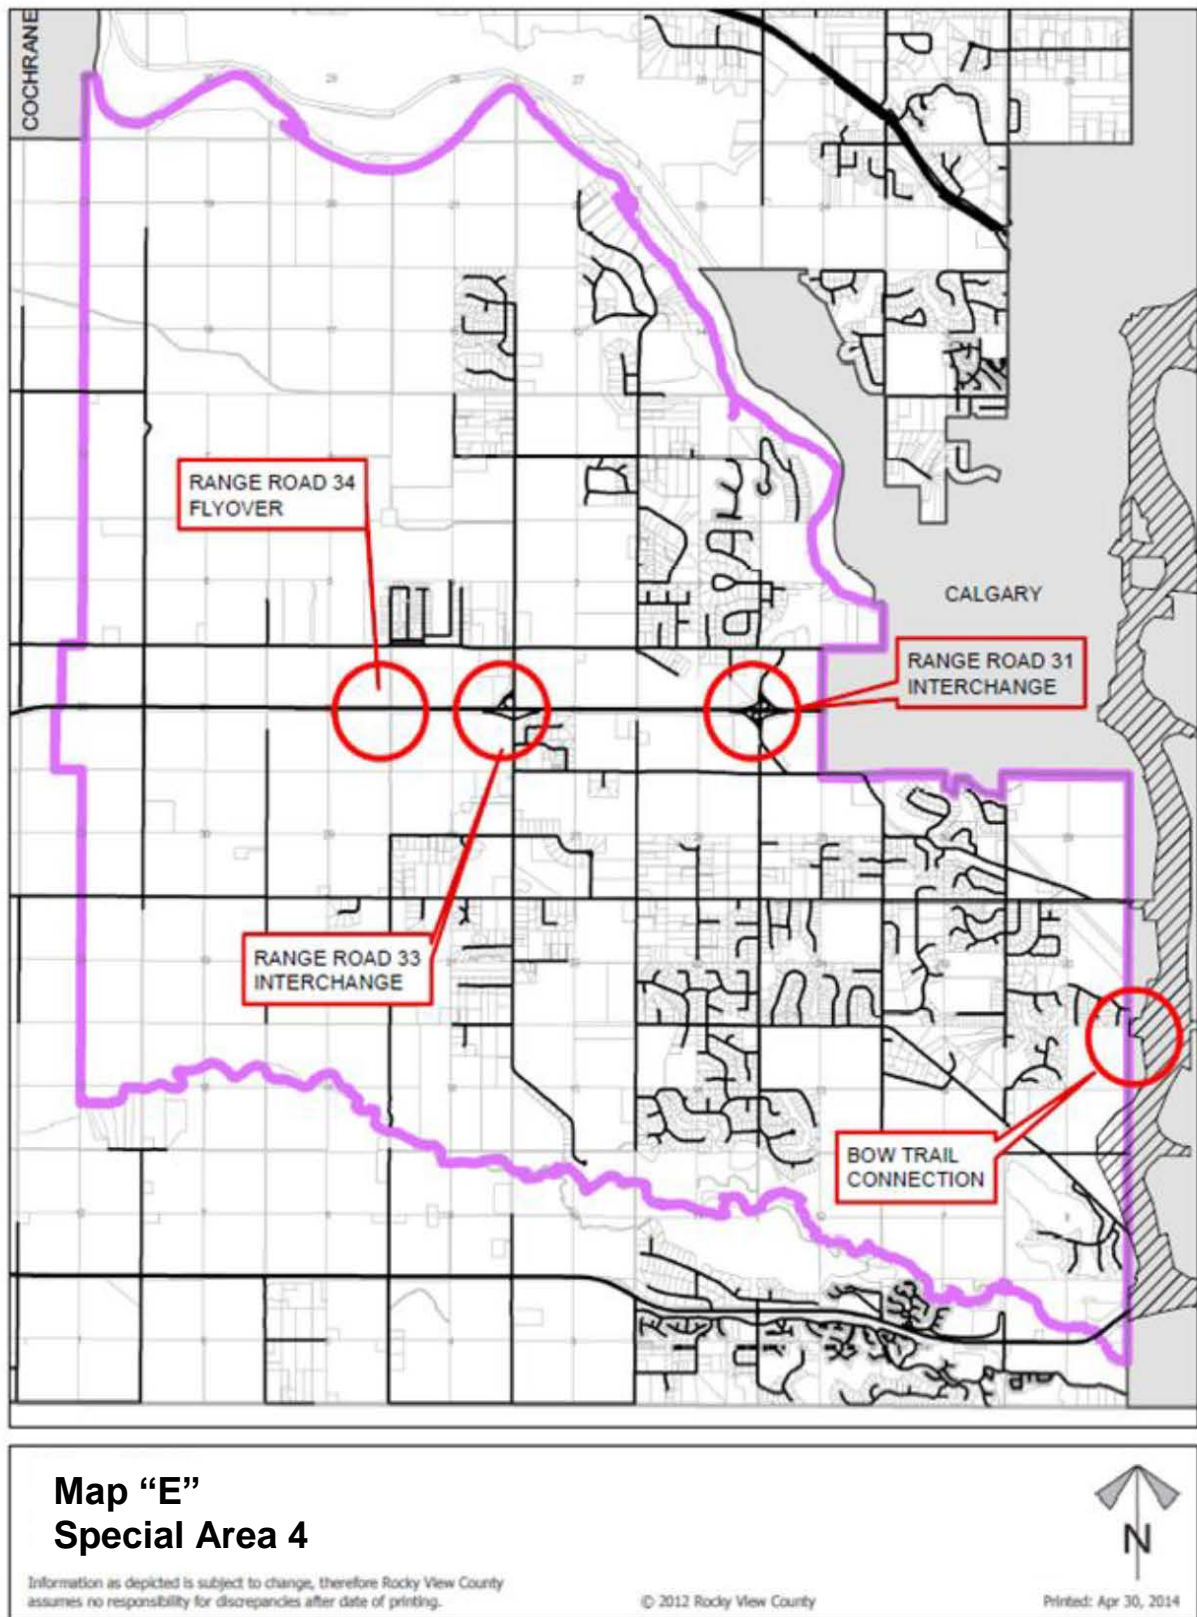 COCHRANE
RANGE ROAD 34
FLYOVER
CALGARY
RANGE ROAD 31
INTERCHANGE
RANGE ROAD 33
INTERCHANGE
BOW TRAIL
CONNECTION
Map “E”
Special Area 4
N
Information as depicted is subject to change, therefore Rocky View County
assumes no responsibility for discrepancies after date of printing.
© 2012 Rocky View County
Printed: Apr 30, 2014